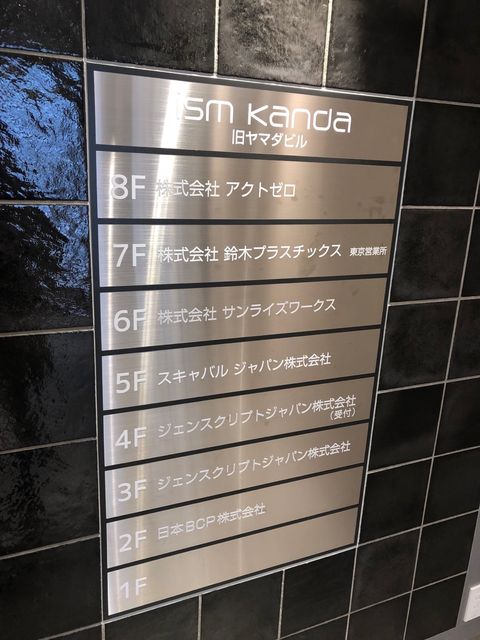 ism kanda
旧ヤマダビル
8F 株式会社 アクトゼロ
7F 株式会社 鈴木プラスチックス 東京営業所
6F 株式会社 サンライズワークス
5F スキャバル ジャパン株式会社
4F ジェンスクリプトジャパン株式会社
(受付)
3F ジェンスクリプトジャパン株式会社
2F 日本BCP株式会社
1F